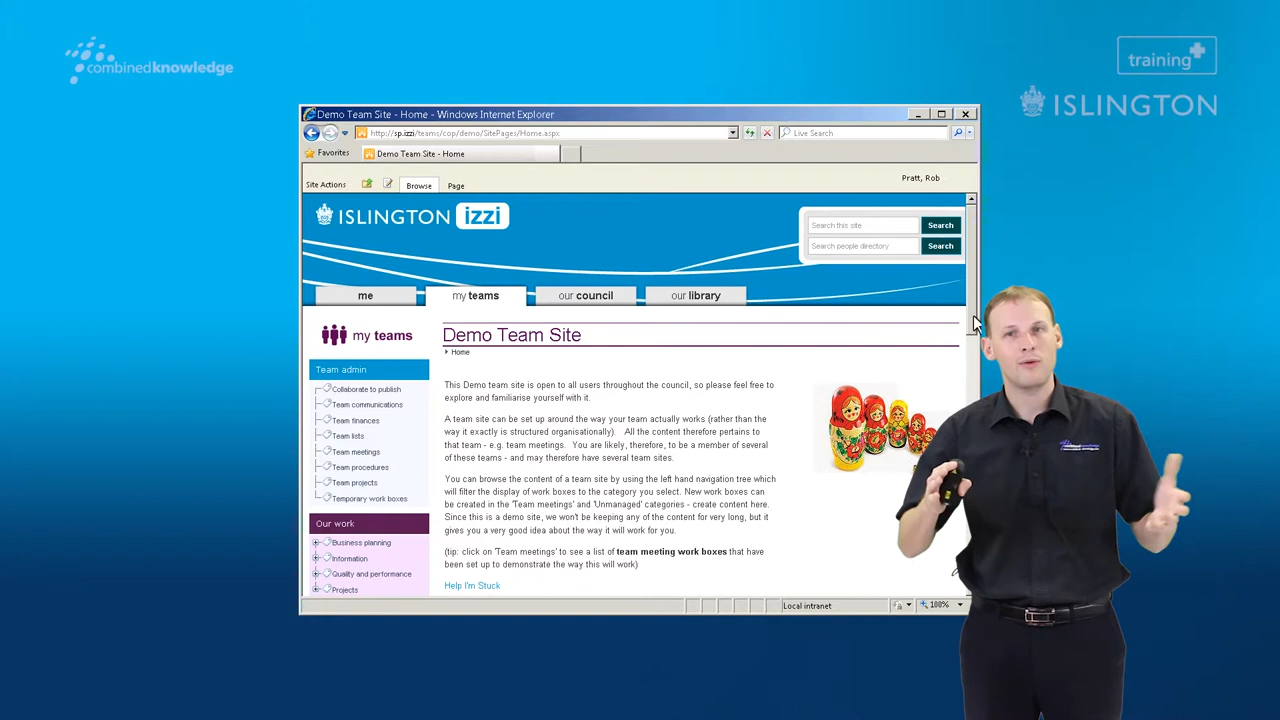 combinedknowledge
training
ISLINGTON
Demo Team Site - Home - Windows Internet Explorer
http://sp.izzi/teams/cop/demo/SitePages/Home.aspx
Live Search
Favorites
Demo Team Site - Home
Pratt, Rob
Site Actions
Browse
Page
ISLINGTON izzi
Search this site
Search
Search people directory
Search
me
my teams
our council
our library
my teams
Demo Team Site
Home
Team admin
Collaborate to publish
Team communications
Team finances
Team lists
Team meetings
Team procedures
Team projects
Temporary work boxes
Our work
Business planning
Information
Quality and performance
Projects
This Demo team site is open to all users throughout the council, so please feel free to
explore and familiarise yourself with it.
A team site can be set up around the way your team actually works (rather than the
way it exactly is structured organisationally). All the content therefore pertains to
that team - e.g. team meetings. You are likely, therefore, to be a member of several
of these teams - and may therefore have several team sites.
You can browse the content of a team site by using the left hand navigation tree which
will filter the display of work boxes to the category you select. New work boxes can
be created in the 'Team meetings' and 'Unmanaged' categories - create content here.
Since this is a demo site, we won't be keeping any of the content for very long, but it
gives you a very good idea about the way it will work for you.
(tip: click on 'Team meetings' to see a list of team meeting work boxes that have
been set up to demonstrate the way this will work)
Help I'm Stuck
Local intranet
100%